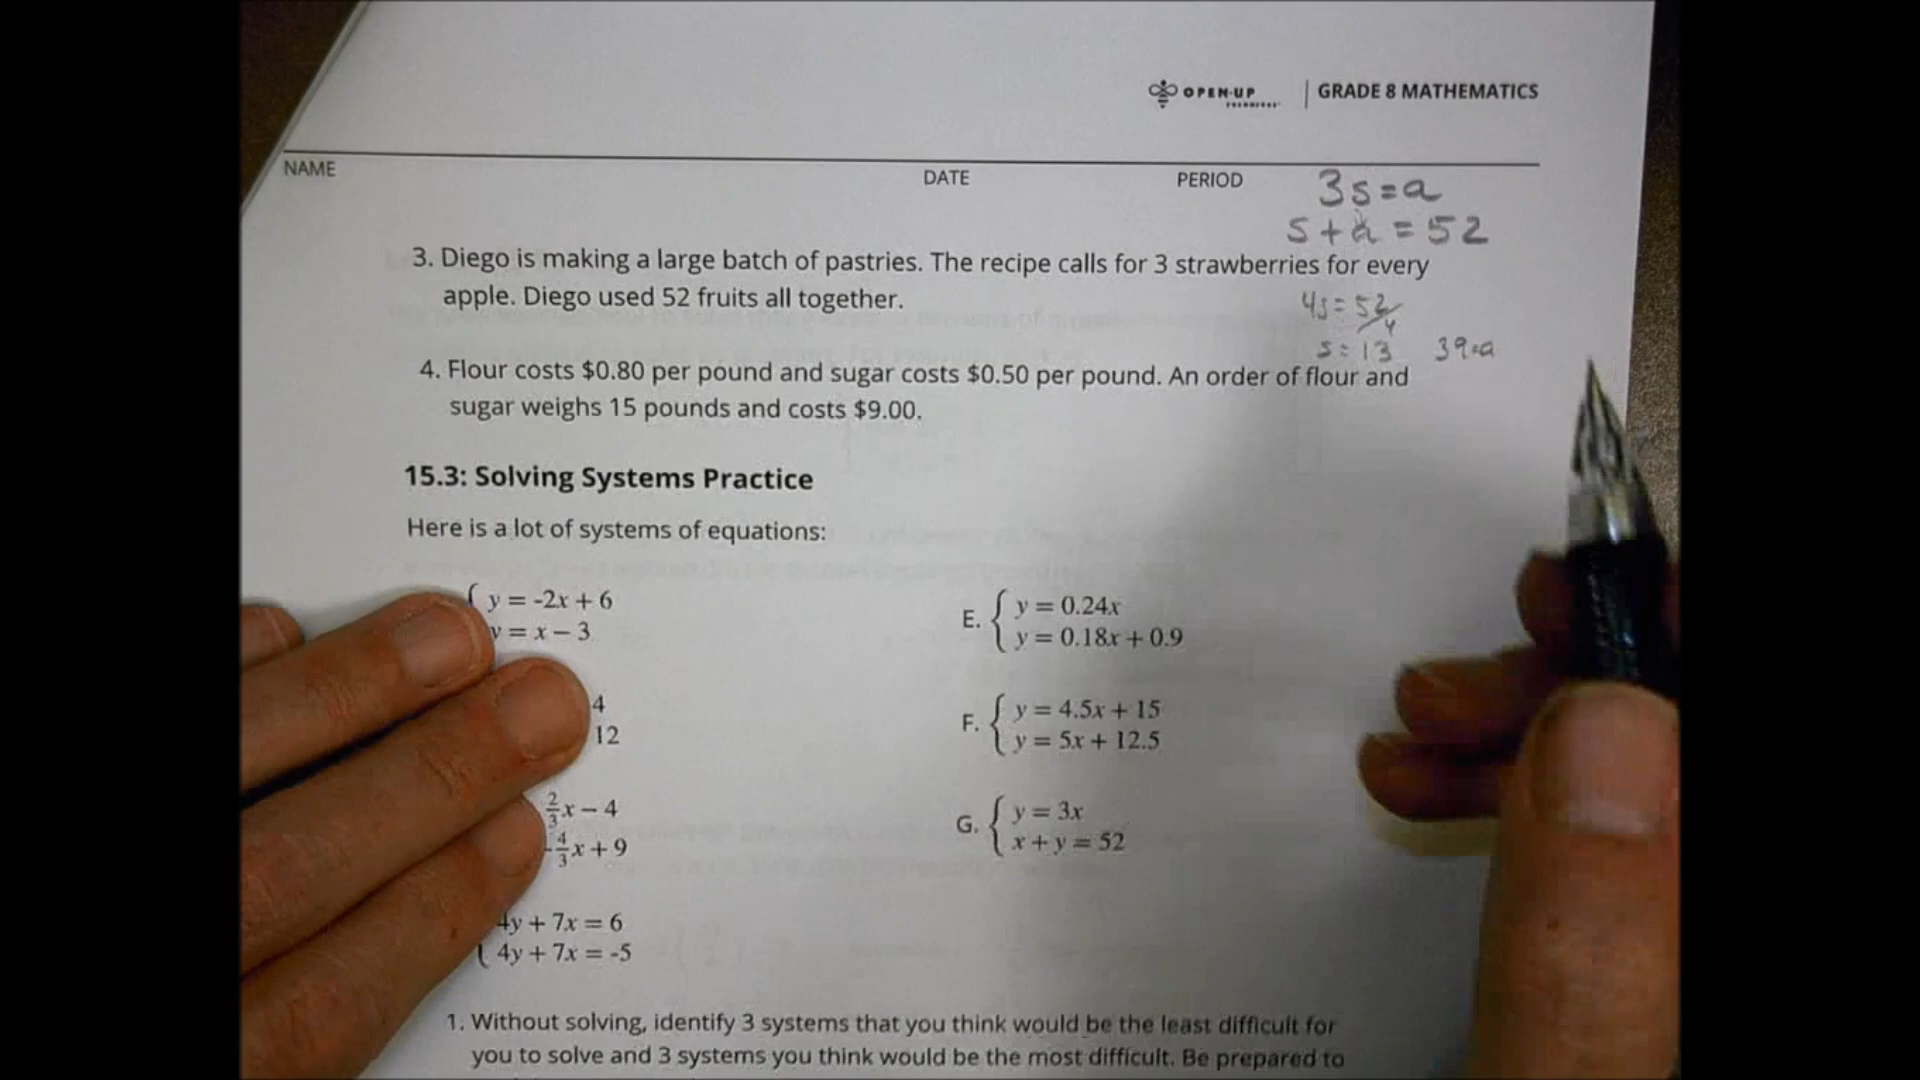 OPEN-UP
GRADE 8 MATHEMATICS
NAME
DATE
PERIOD
3s=a
s+a=52
3. Diego is making a large batch of pastries. The recipe calls for 3 strawberries for every
apple. Diego used 52 fruits all together.
4s=52/4
s=13 39=a
4. Flour costs $0.80 per pound and sugar costs $0.50 per pound. An order of flour and
sugar weighs 15 pounds and costs $9.00.
15.3: Solving Systems Practice
Here is a lot of systems of equations:
y = -2x + 6
y = x − 3
4
12
2/3x − 4
-4/3x + 9
4y + 7x = 6
4y + 7x = -5
E. y = 0.24x
y = 0.18x + 0.9
F. y = 4.5x + 15
y = 5x + 12.5
G. y = 3x
x + y = 52
1. Without solving, identify 3 systems that you think would be the least difficult for
you to solve and 3 systems you think would be the most difficult. Be prepared to